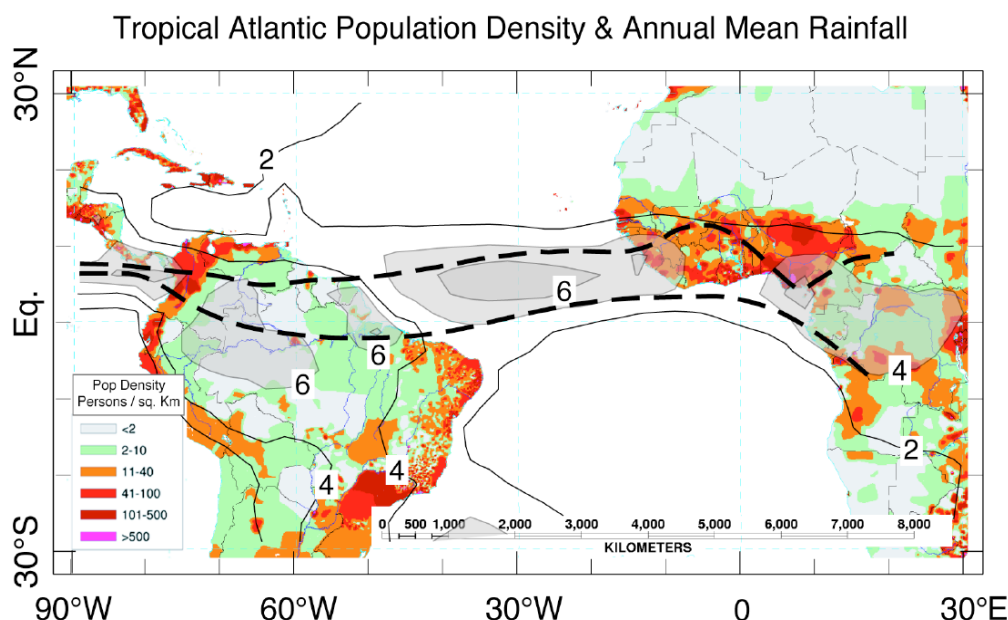 Tropical Atlantic Population Density & Annual Mean Rainfall
30°N
2
Eq.
6
6
6
4
Pop Density
Persons / sq. Km
<2
2-10
11-40
41-100
101-500
>500
2
4
4
0 500 1,000 2,000 3,000 4,000 5,000 6,000 7,000 8,000
KILOMETERS
30°S
90°W 60°W 30°W 0 30°E